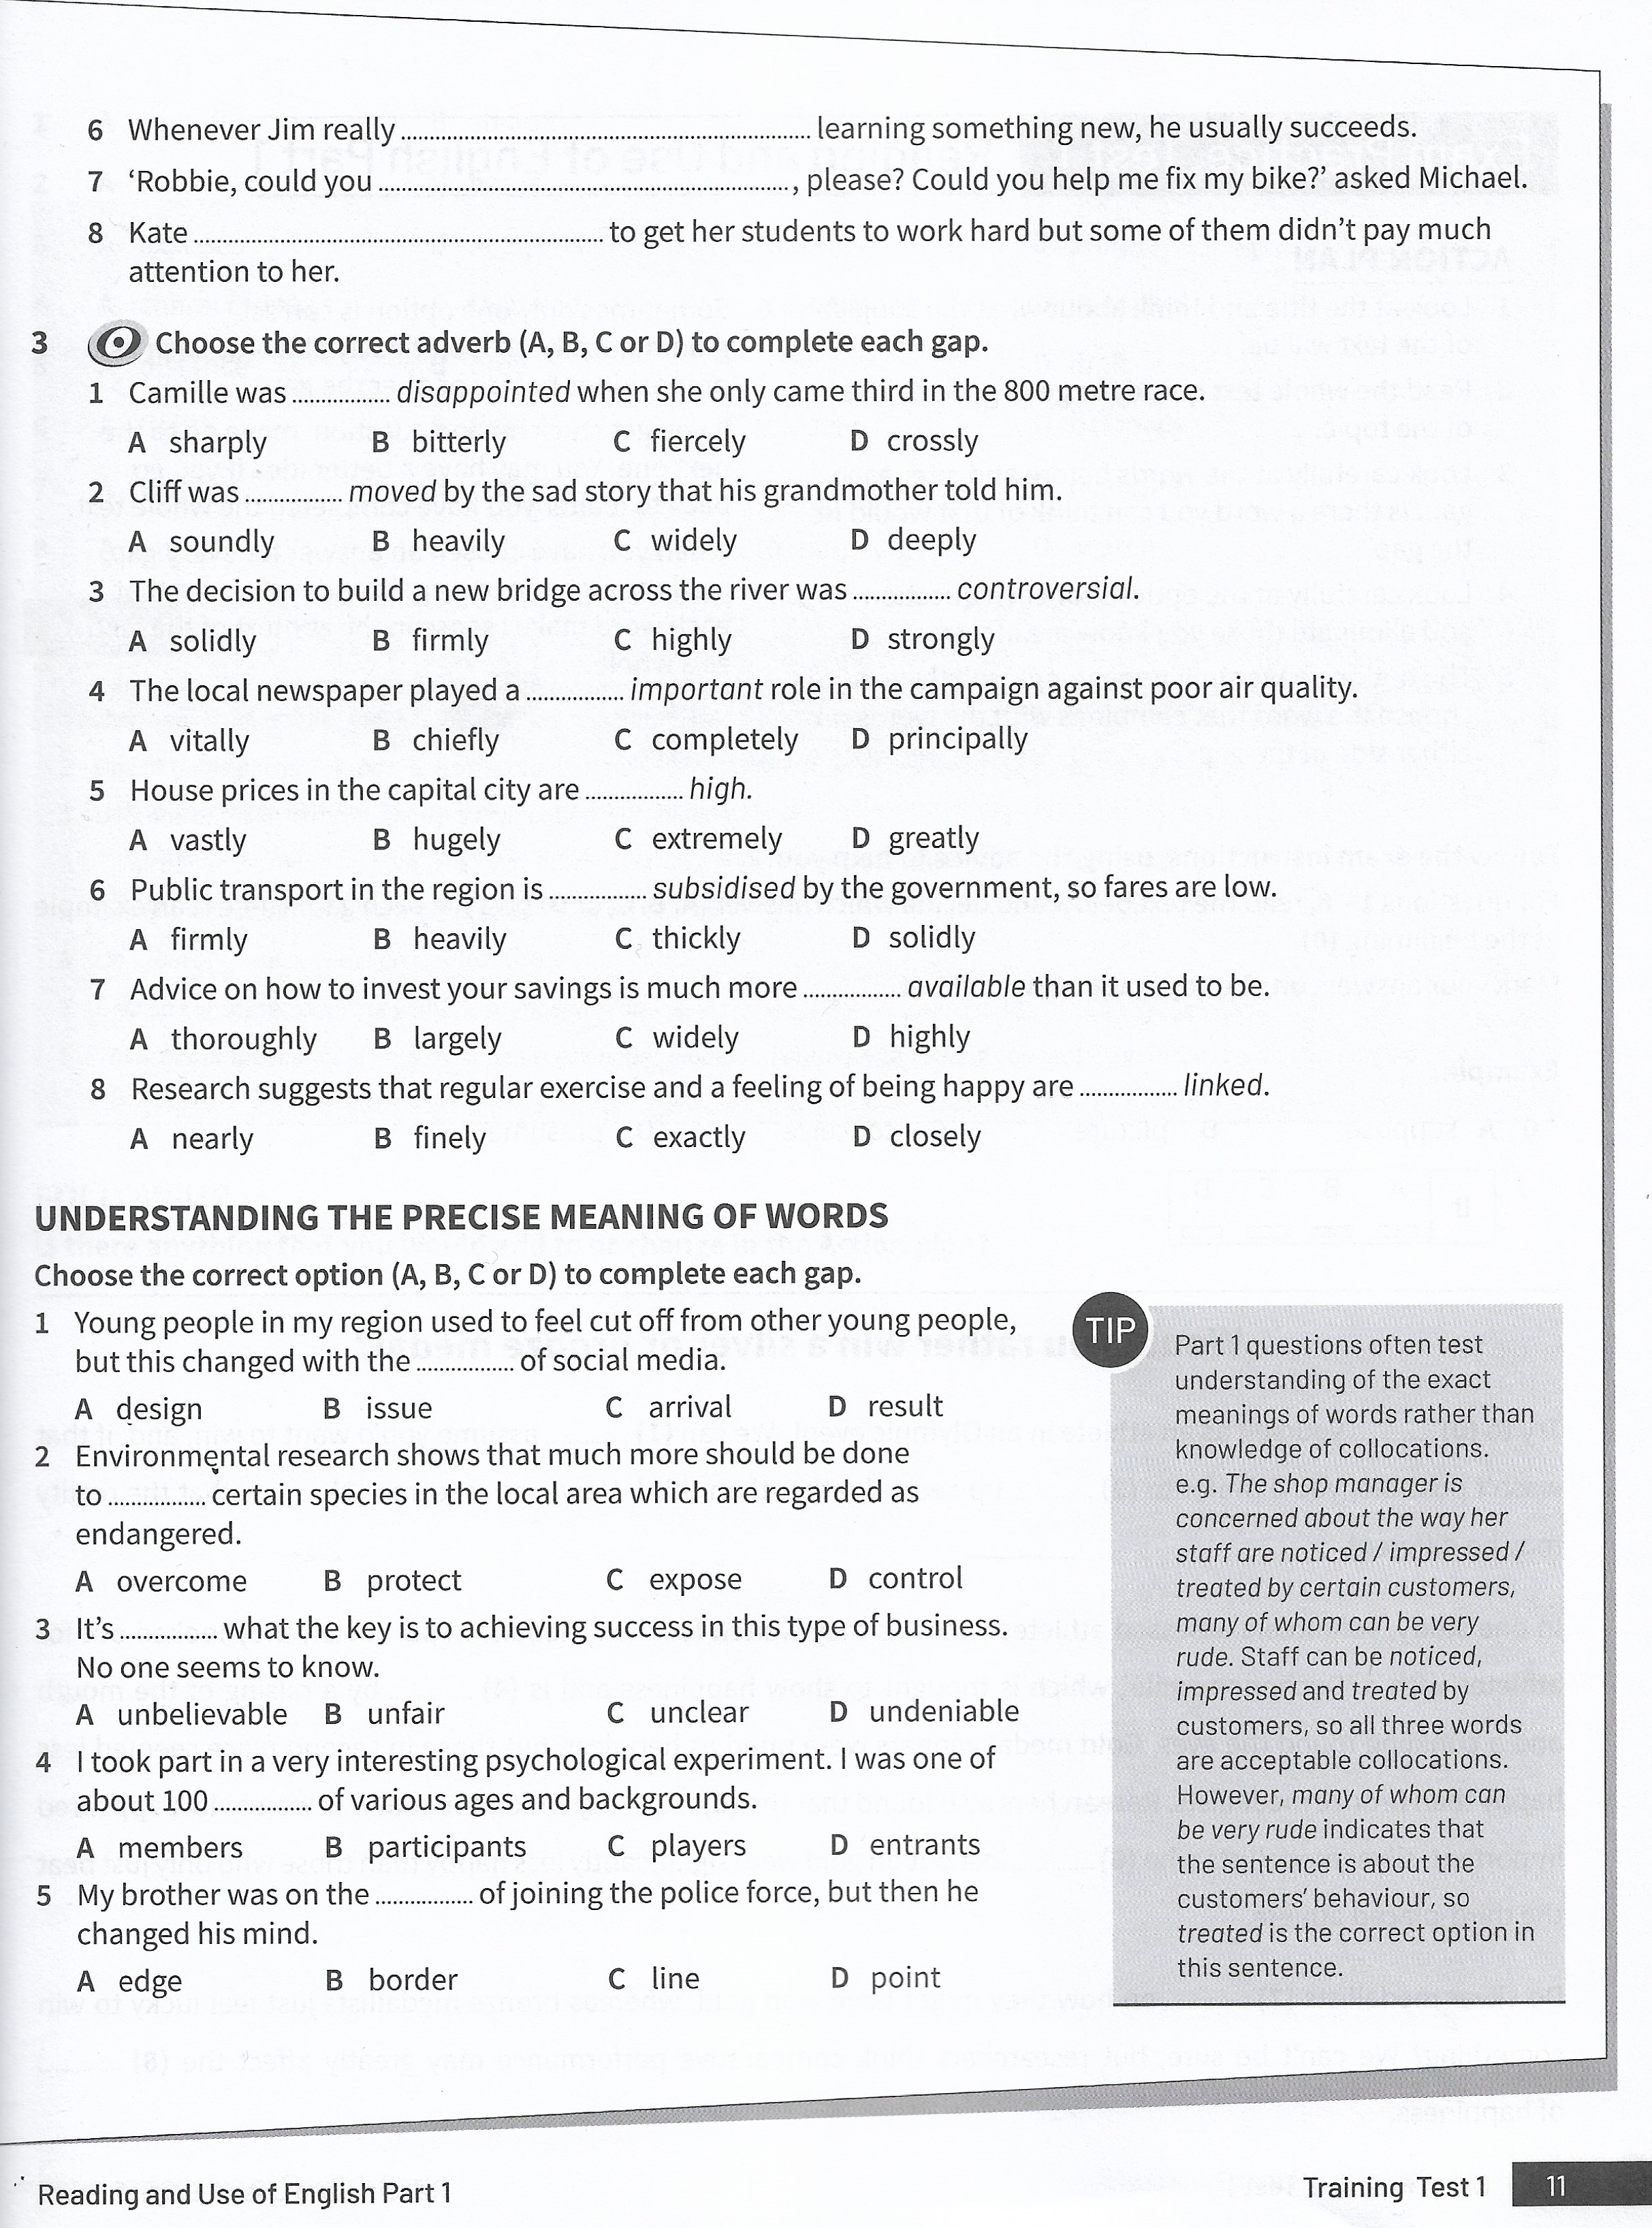 6 Whenever Jim really ........................................ learning something new, he usually succeeds.
7 ‘Robbie, could you ........................................, please? Could you help me fix my bike?’ asked Michael.
8 Kate ........................................ to get her students to work hard but some of them didn’t pay much
attention to her.
3 Choose the correct adverb (A, B, C or D) to complete each gap.
1 Camille was ................ disappointed when she only came third in the 800 metre race.
A sharply B bitterly C fiercely D crossly
2 Cliff was ................ moved by the sad story that his grandmother told him.
A soundly B heavily C widely D deeply
3 The decision to build a new bridge across the river was ................ controversial.
A solidly B firmly C highly D strongly
4 The local newspaper played a ................ important role in the campaign against poor air quality.
A vitally B chiefly C completely D principally
5 House prices in the capital city are ................ high.
A vastly B hugely C extremely D greatly
6 Public transport in the region is ................ subsidised by the government, so fares are low.
A firmly B heavily C thickly D solidly
7 Advice on how to invest your savings is much more ................ available than it used to be.
A thoroughly B largely C widely D highly
8 Research suggests that regular exercise and a feeling of being happy are ................ linked.
A nearly B finely C exactly D closely
UNDERSTANDING THE PRECISE MEANING OF WORDS
Choose the correct option (A, B, C or D) to complete each gap.
1 Young people in my region used to feel cut off from other young people,
but this changed with the ................ of social media.
A design B issue C arrival D result
2 Environmental research shows that much more should be done
to ................ certain species in the local area which are regarded as
endangered.
A overcome B protect C expose D control
3 It’s ................ what the key is to achieving success in this type of business.
No one seems to know.
A unbelievable B unfair C unclear D undeniable
4 I took part in a very interesting psychological experiment. I was one of
about 100 ................ of various ages and backgrounds.
A members B participants C players D entrants
5 My brother was on the ................ of joining the police force, but then he
changed his mind.
A edge B border C line D point
TIP
Part 1 questions often test
understanding of the exact
meanings of words rather than
knowledge of collocations.
e.g. The shop manager is
concerned about the way her
staff are noticed / impressed /
treated by certain customers,
many of whom can be very
rude. Staff can be noticed,
impressed and treated by
customers, so all three words
are acceptable collocations.
However, many of whom can
be very rude indicates that
the sentence is about the
customers’ behaviour, so
treated is the correct option in
this sentence.
Reading and Use of English Part 1
Training Test 1 11